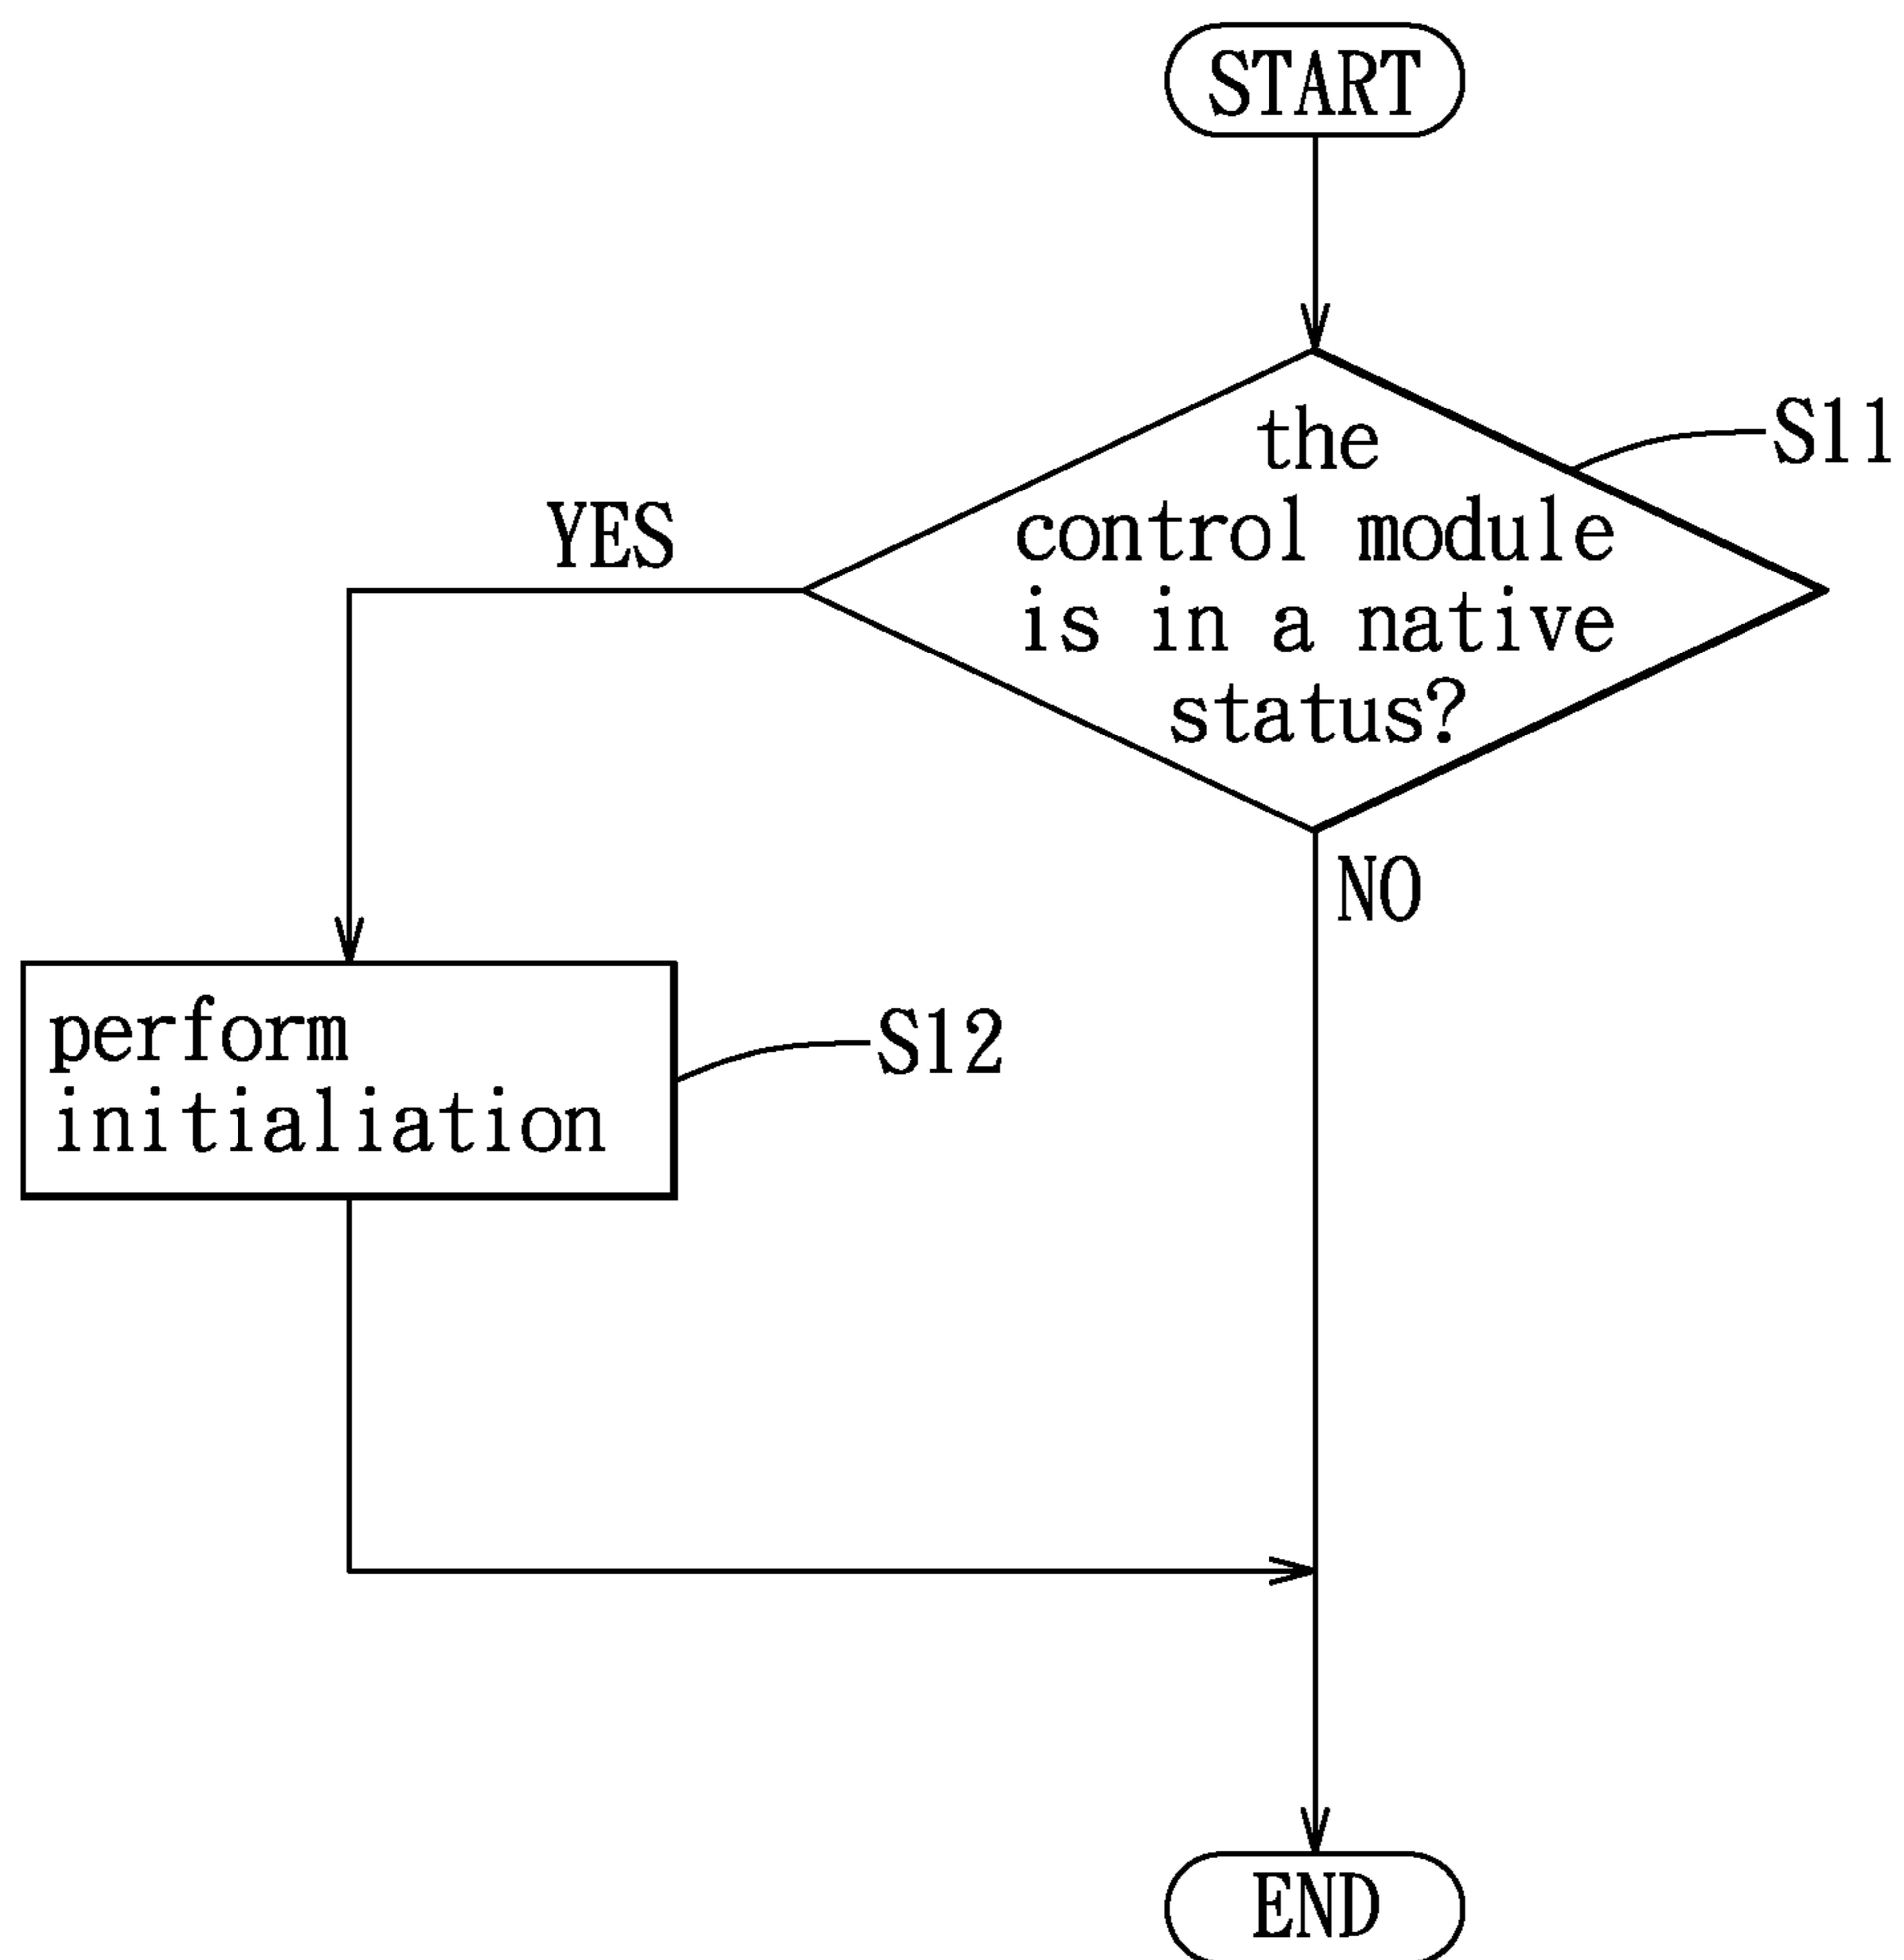 START
the
control module
is in a native
status?
S11
YES
NO
perform
initialiation
S12
END